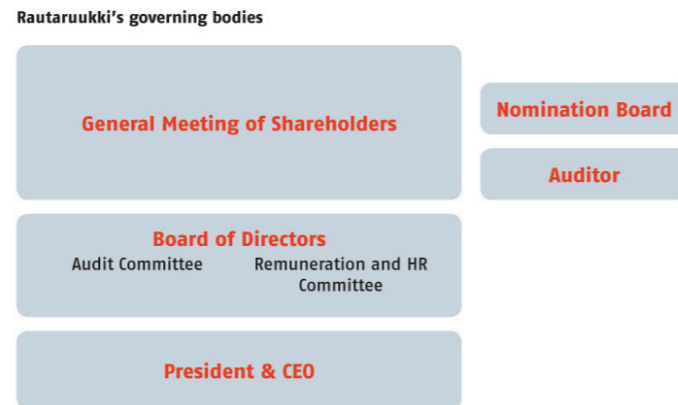 Rautaruukki's governing bodies
General Meeting of Shareholders
Nomination Board
Auditor
Board of Directors
Audit Committee
Remuneration and HR
Committee
President & CEO